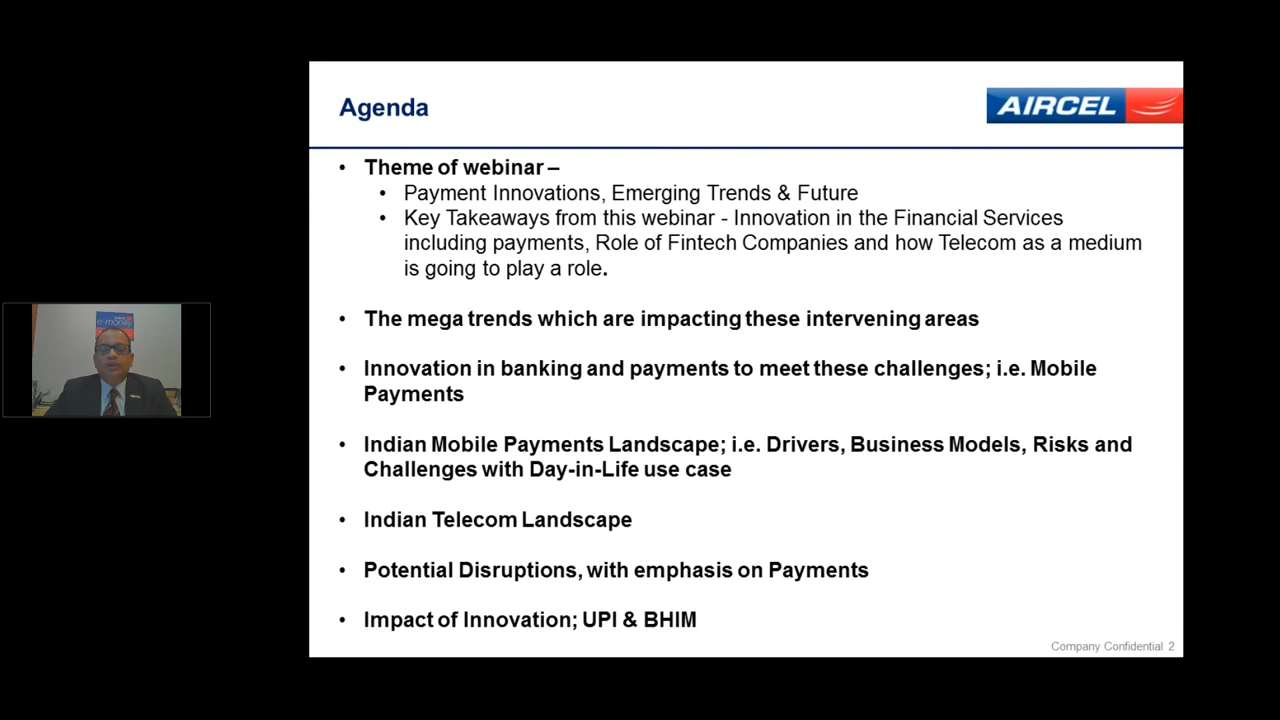 Agenda
AIRCEL
• Theme of webinar –
• Payment Innovations, Emerging Trends & Future
• Key Takeaways from this webinar - Innovation in the Financial Services
including payments, Role of Fintech Companies and how Telecom as a medium
is going to play a role.
• The mega trends which are impacting these intervening areas
• Innovation in banking and payments to meet these challenges; i.e. Mobile
Payments
• Indian Mobile Payments Landscape; i.e. Drivers, Business Models, Risks and
Challenges with Day-in-Life use case
• Indian Telecom Landscape
• Potential Disruptions, with emphasis on Payments
• Impact of Innovation; UPI & BHIM
Company Confidential 2
e-money